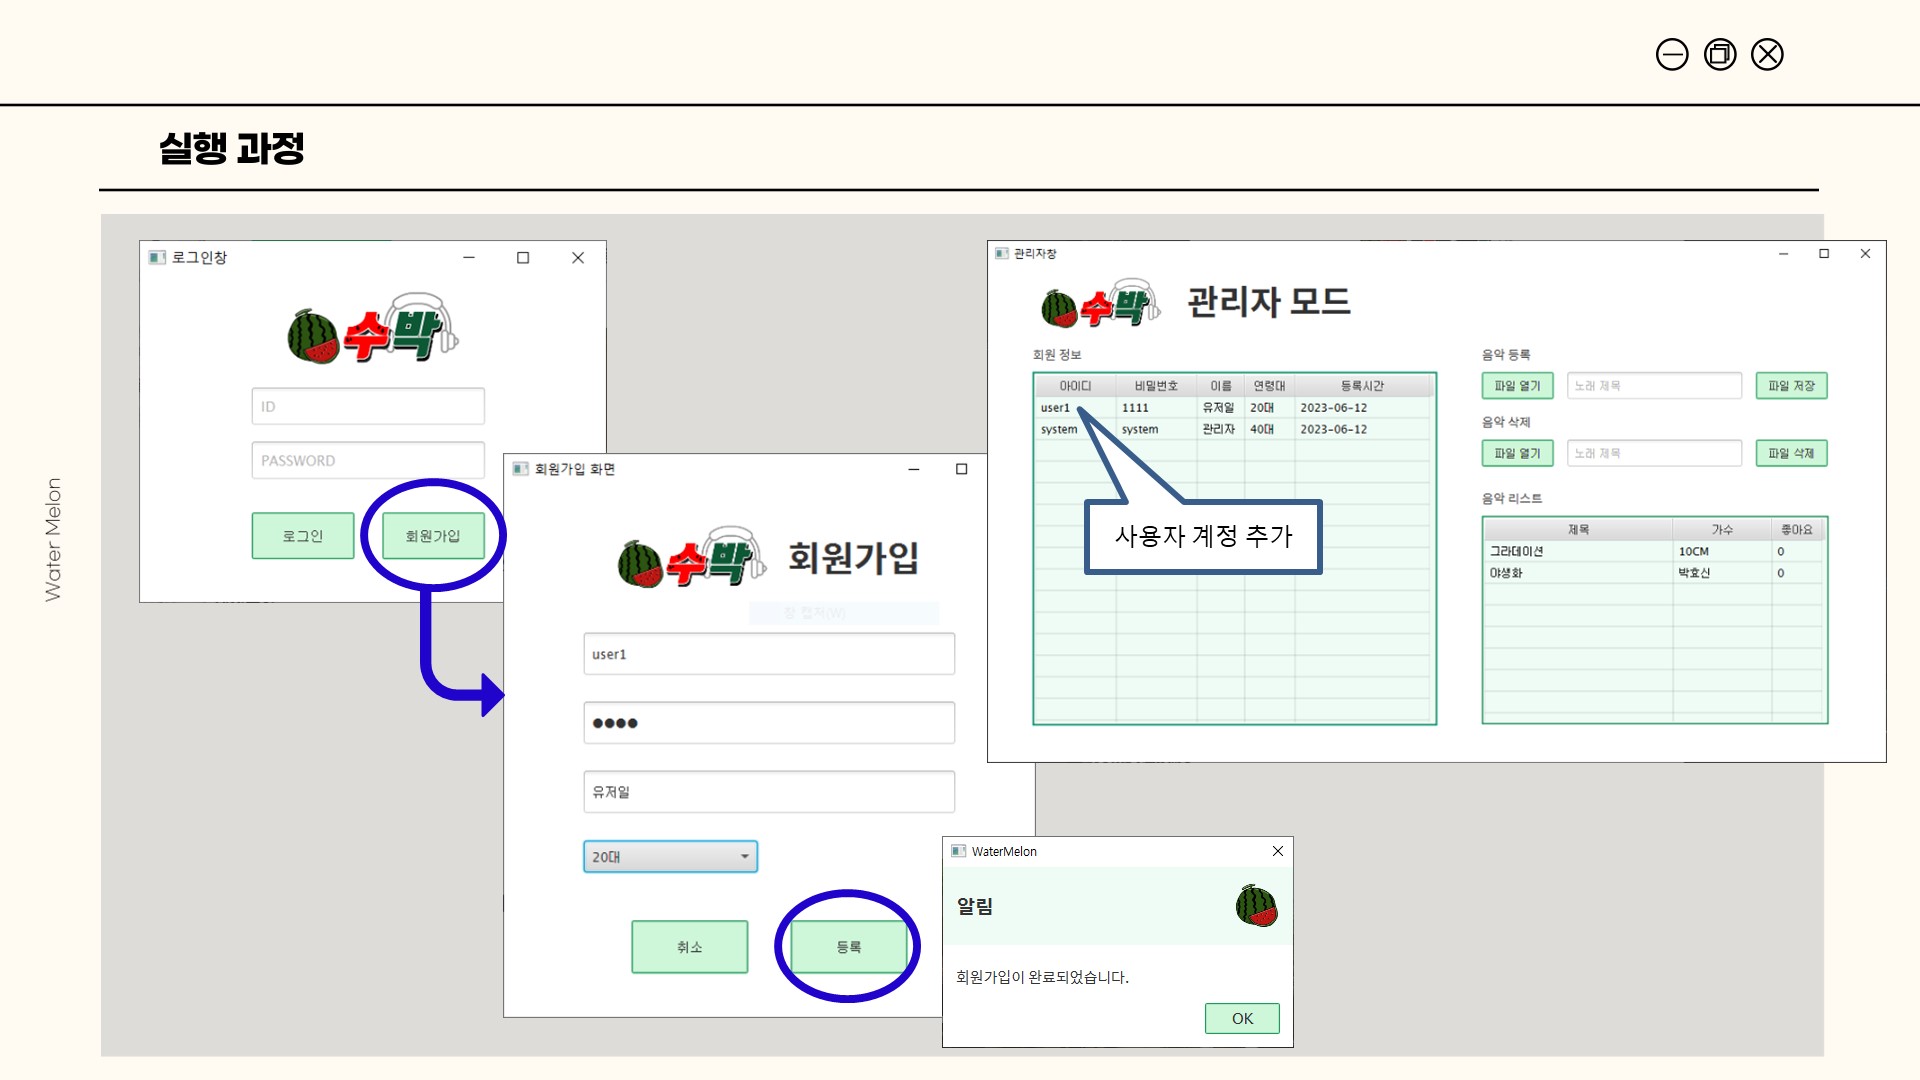 실행 과정
Water Melon
로그인창
수박
ID
PASSWORD
로그인
회원가입
회원가입 화면
수박 회원가입
창 캡처(W)
user1
●●●●
유저일
20대
취소
등록
관리자창
수박 관리자 모드
회원 정보
아이디 비밀번호 이름 연령대 등록시간
user1 1111 유저일 20대 2023-06-12
system system 관리자 40대 2023-06-12
사용자 계정 추가
음악 등록
파일 열기 노래 제목 파일 저장
음악 삭제
파일 열기 노래 제목 파일 삭제
음악 리스트
제목 가수 좋아요
그라데이션 10CM 0
야생화 박효신 0
WaterMelon
알림
회원가입이 완료되었습니다.
OK